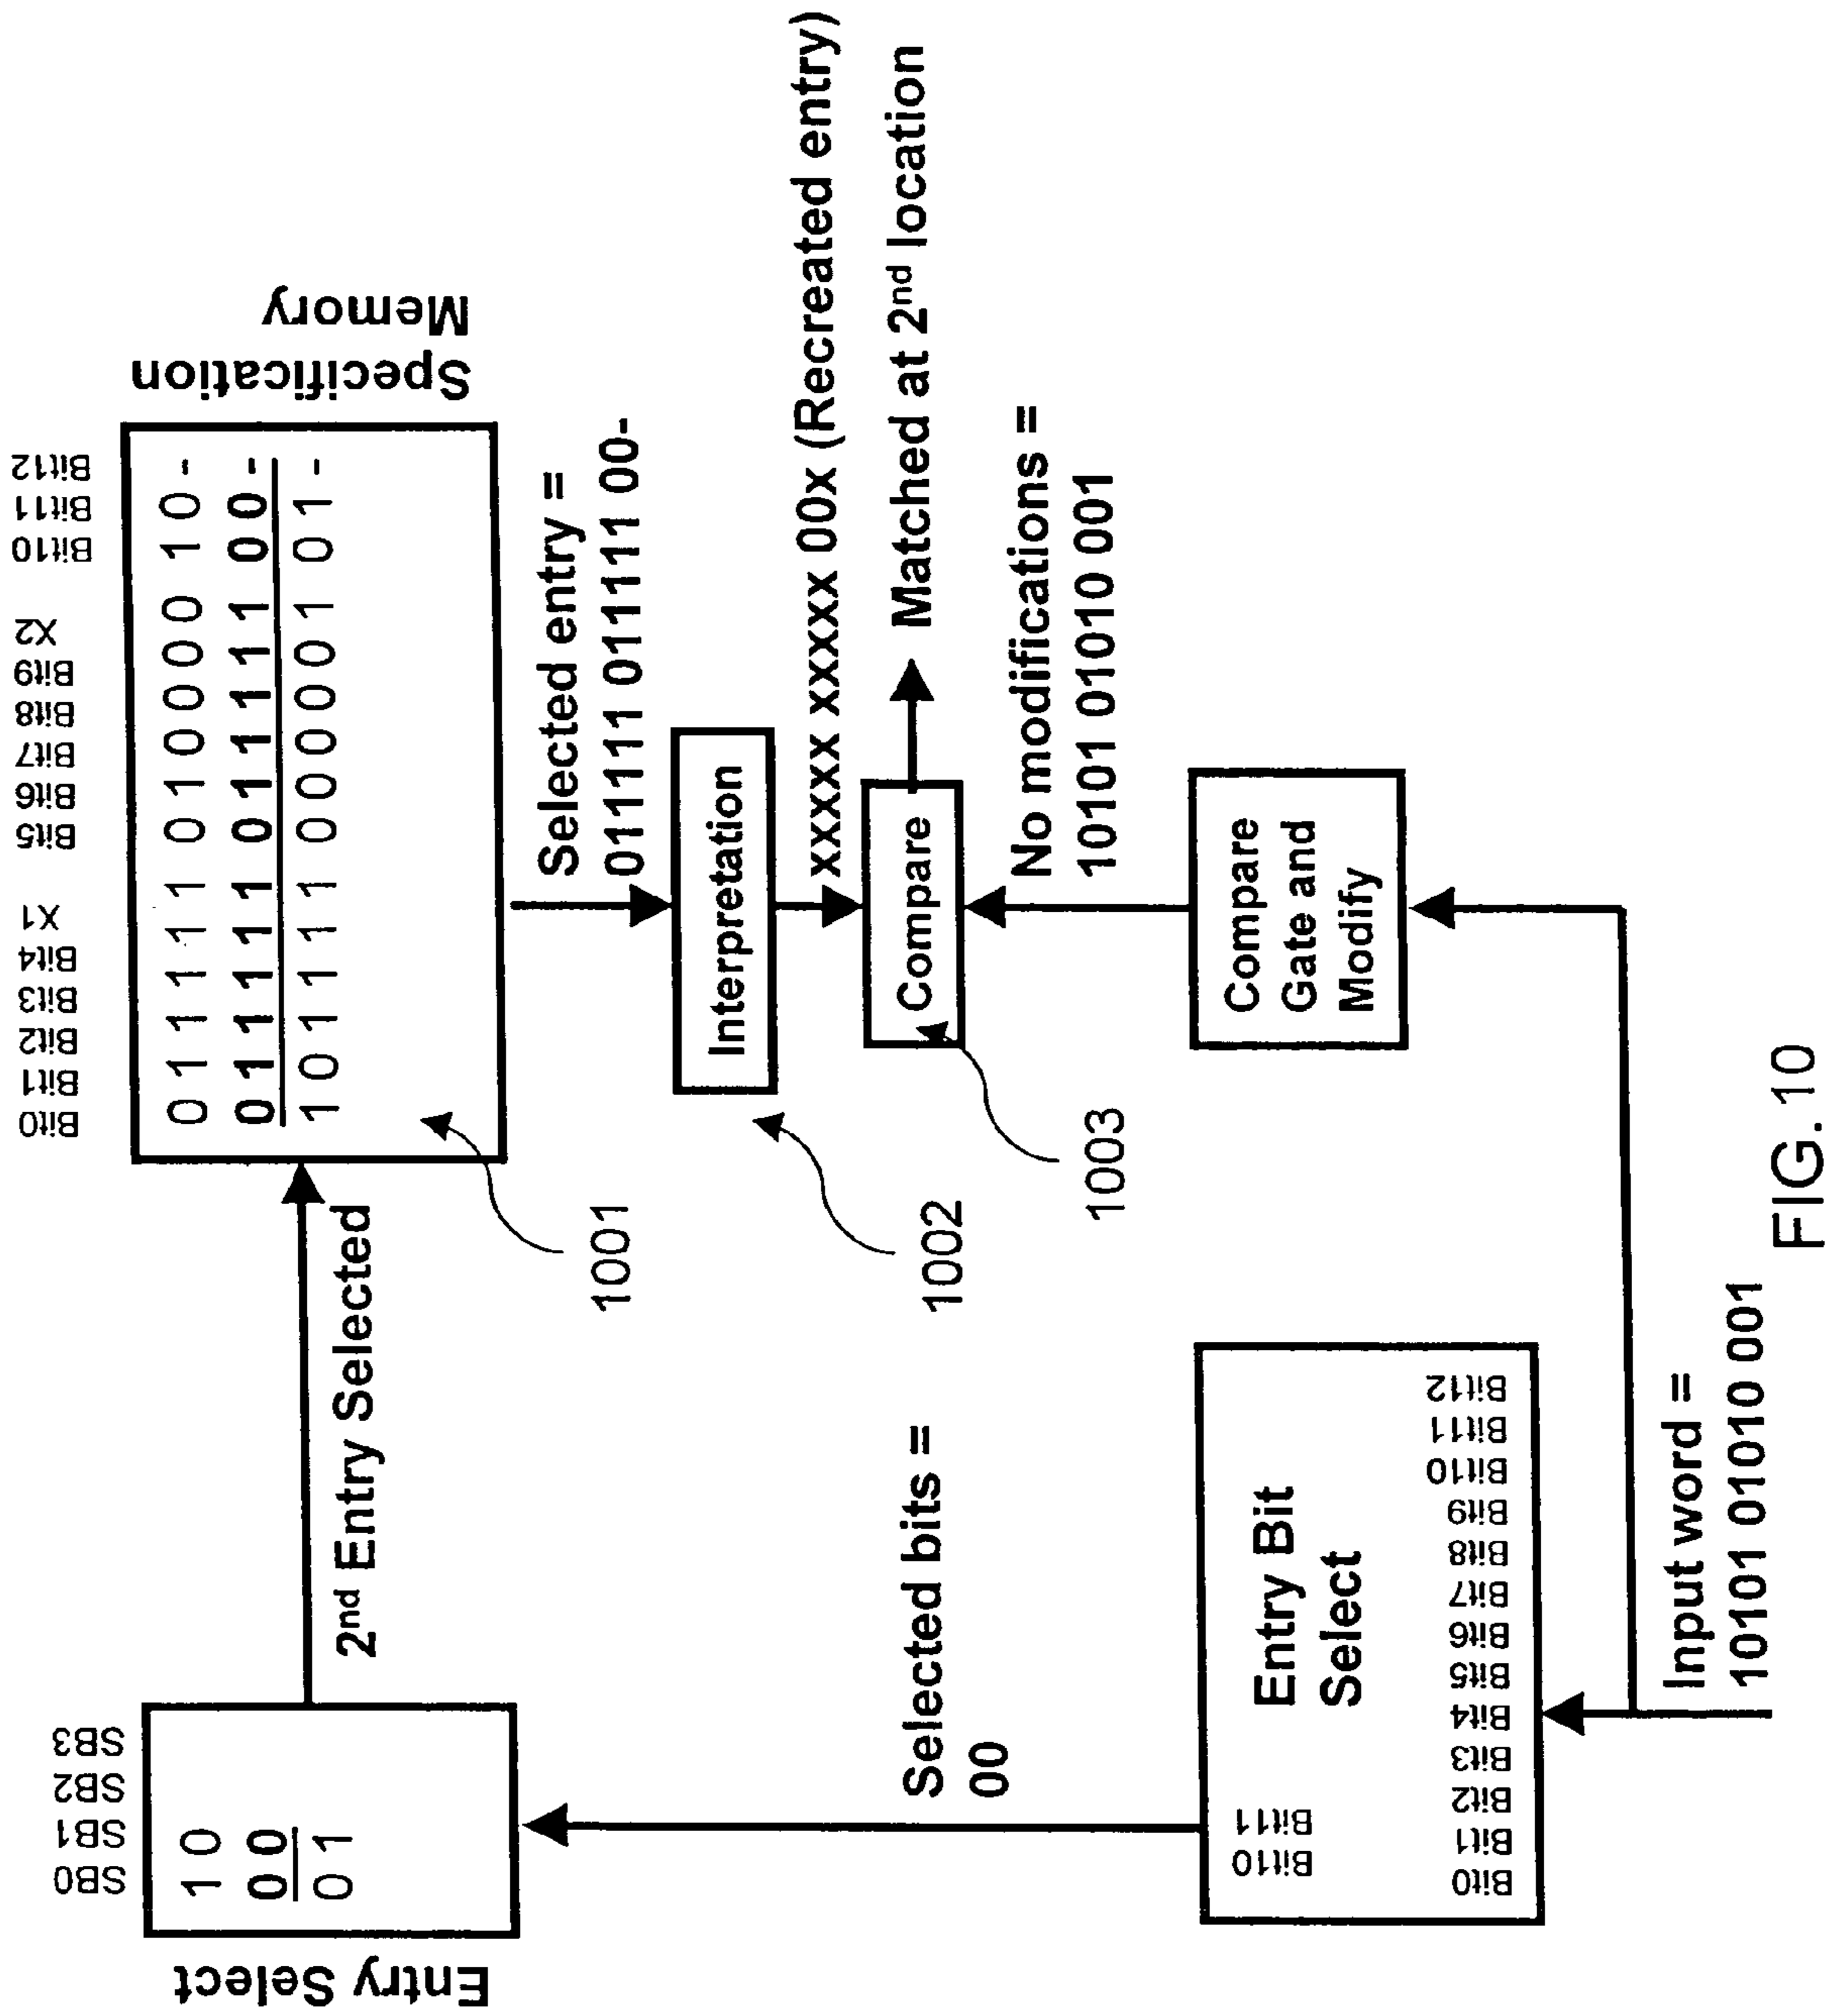 Entry Select
SB0 SB1 SB2 SB3
1 0
0 0
0 1
2nd Entry Selected
Bit0 Bit1 Bit2 Bit3 Bit4 X1 Bit5 Bit6 Bit7 Bit8 Bit9 X2 Bit10 Bit11 Bit12
0 1 1 1 1 1 0 1 0 0 0 0 1 0 -
0 1 1 1 1 1 0 1 1 1 1 1 0 0 -
1 0 1 1 1 1 0 0 0 0 0 1 0 1 -
Specification
Memory
1001
Selected entry =
011111 011111 00-
Interpretation
1002
xxxxx xxxxx 00x (Recreated entry)
Compare
Matched at 2nd location
1003
No modifications =
10101 01010 001
Compare
Gate and
Modify
Selected bits =
00
Bit10 Bit11
Entry Bit
Select
Bit0 Bit1 Bit2 Bit3 Bit4 Bit5 Bit6 Bit7 Bit8 Bit9 Bit10 Bit11 Bit12
Input word =
10101 01010 001
FIG. 10